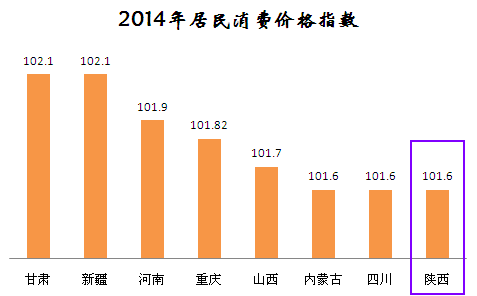 2014年居民消费价格指数
102.1 102.1 101.9 101.82 101.7 101.6 101.6 101.6
甘肃 新疆 河南 重庆 山西 内蒙古 四川 陕西